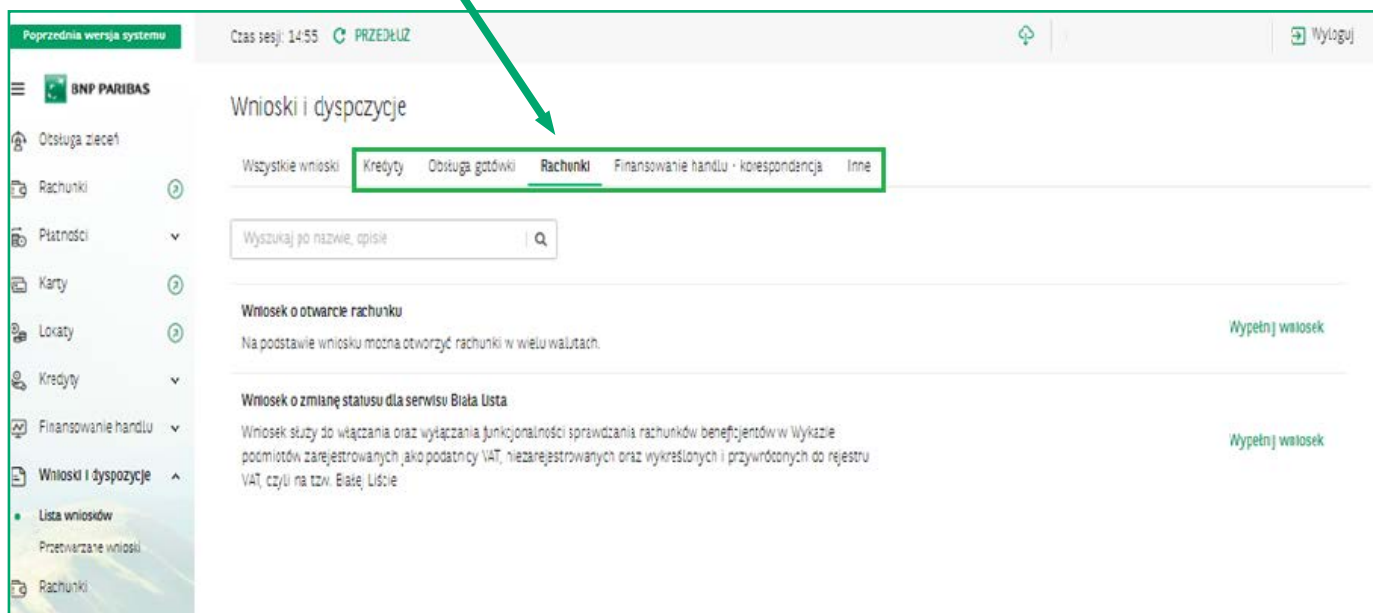 Poprzednia wersja systemu
Czas sesji: 14:55 PRZEDŁUŻ
Wyloguj
BNP PARIBAS
Obsługa zleceń
Rachunki
Płatności
Karty
Lokaty
Kredyty
Finansowanie handlu
Wnioski i dyspozycje
Lista wniosków
Przetwarzane wnioski
Rachunki
Wnioski i dyspozycje
Wszystkie wnioski Kredyty Obsługa gotówki Rachunki Finansowanie handlu - korespondencja Inne
Wyszukaj po nazwie, opisie
Wniosek o otwarcie rachunku
Na podstawie wniosku można otworzyć rachunki w wielu walutach.
Wypełnij wniosek
Wniosek o zmianę statusu dla serwisu Biała Lista
Wniosek służy do włączania oraz wyłączania funkcjonalności sprawdzania rachunków beneficjentów w Wykazie
podmiotów zarejestrowanych jako podatnicy VAT, niezarejestrowanych oraz wykreślonych i przywróconych do rejestru
VAT, czyli na tzw. Białej Liście
Wypełnij wniosek